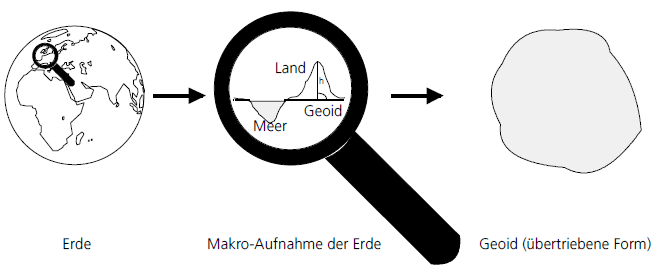 Land
h
Geoid
Meer
Erde
Makro-Aufnahme der Erde
Geoid (übertriebene Form)